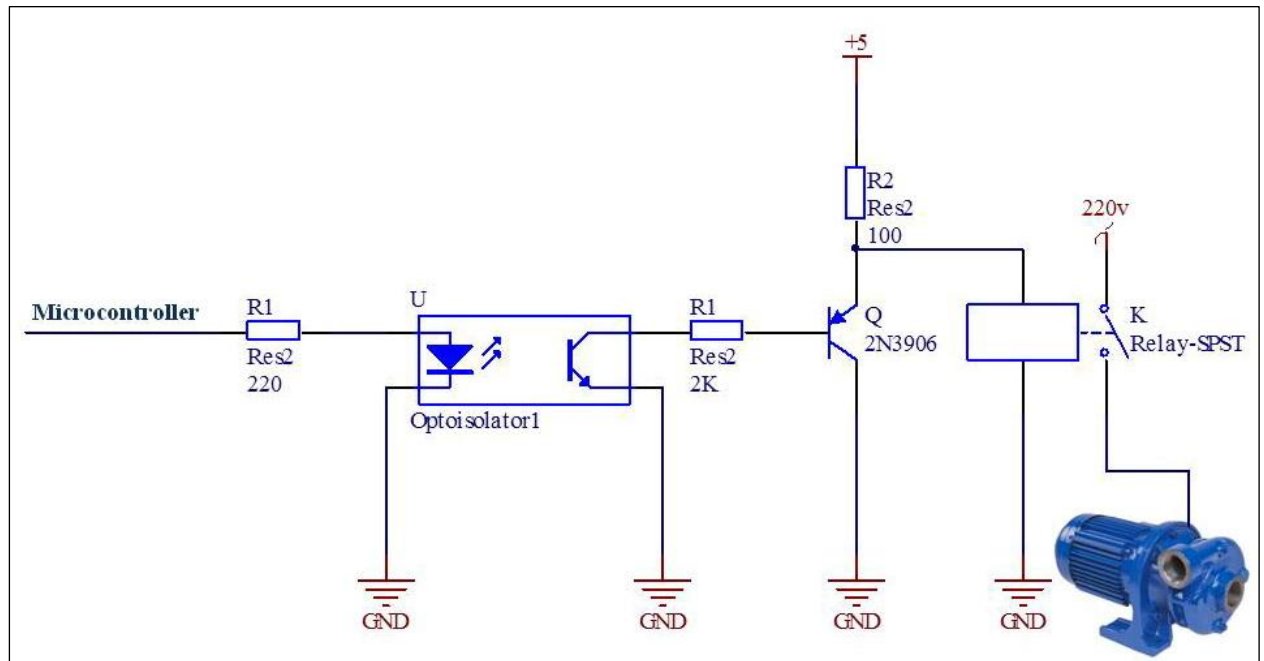 +5
R2
Res2
100
220v
Microcontroller
R1
Res2
220
U
Optoisolator1
R1
Res2
2K
Q
2N3906
K
Relay-SPST
GND
GND
GND
GND